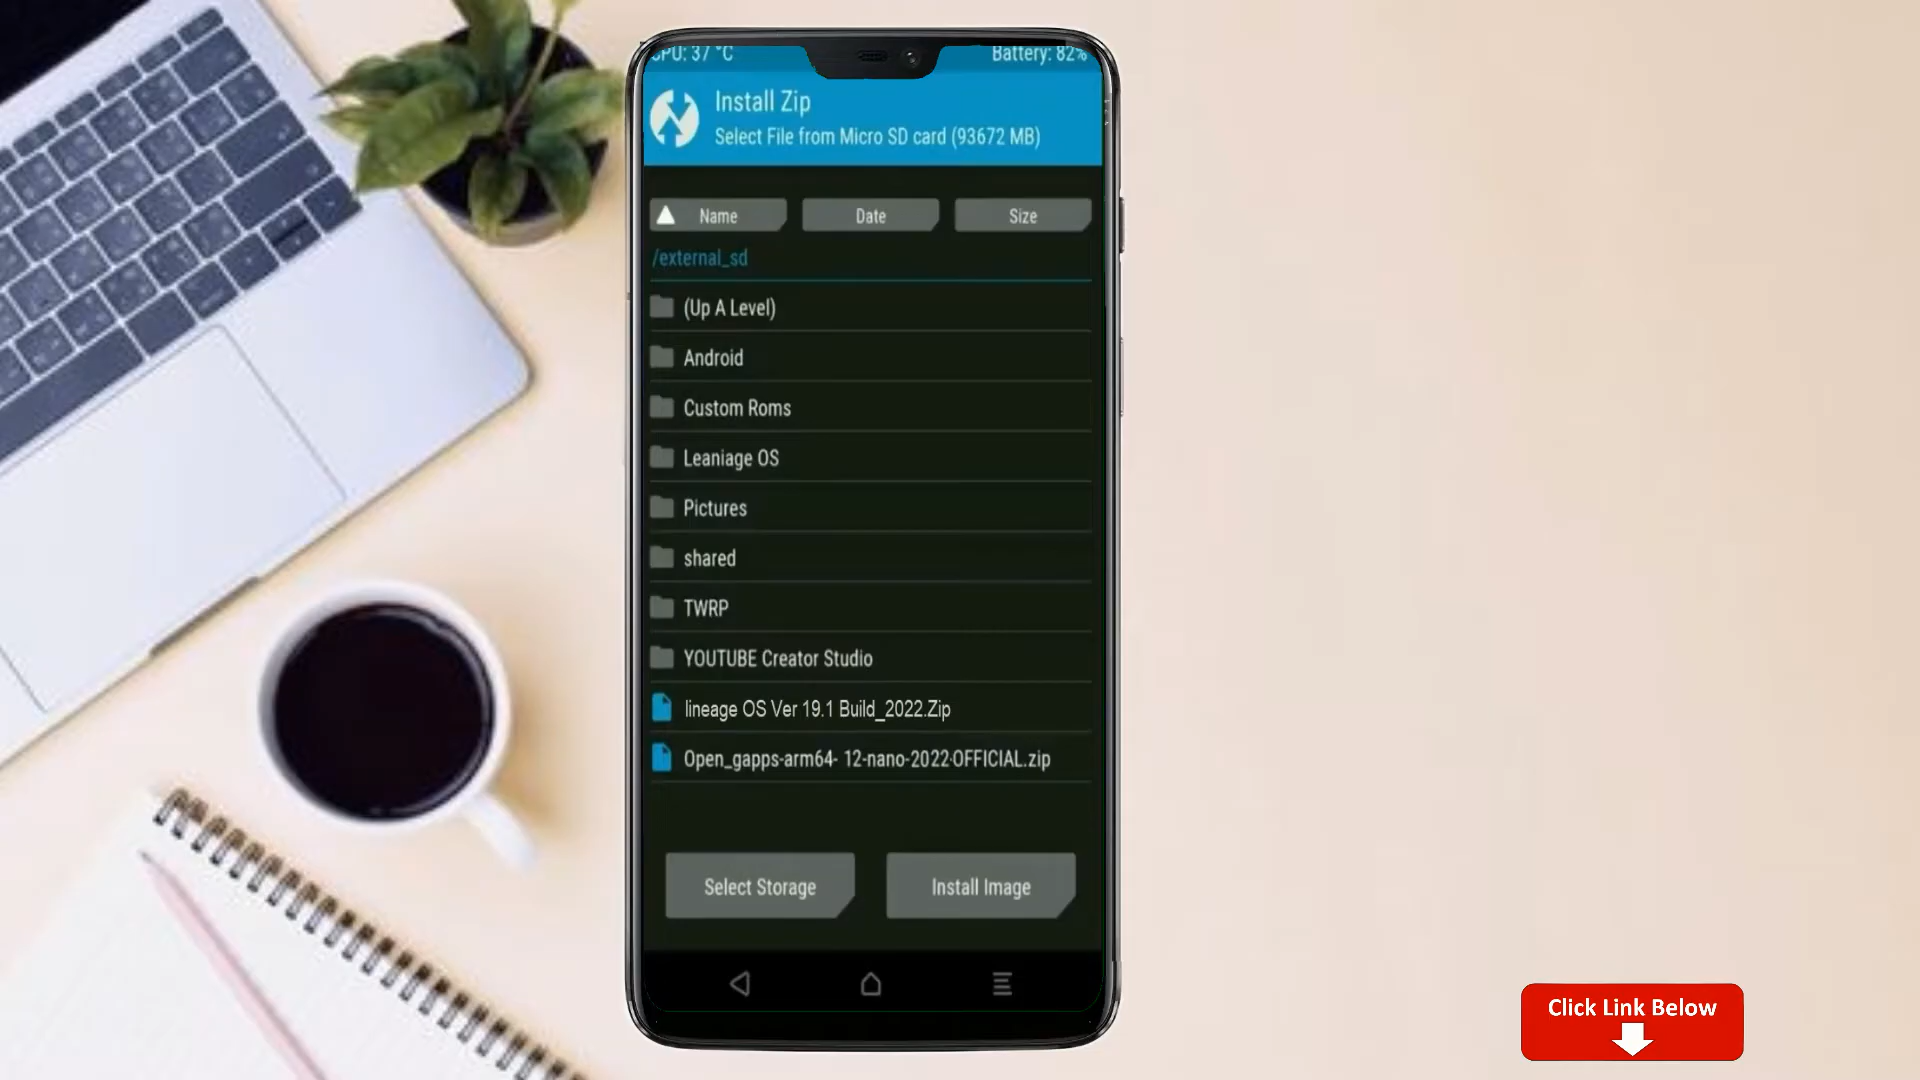 CPU: 37 °C
Battery: 82%
Install Zip
Select File from Micro SD card (93672 MB)
Name
Date
Size
/external_sd
(Up A Level)
Android
Custom Roms
Leaniage OS
Pictures
shared
TWRP
YOUTUBE Creator Studio
lineage OS Ver 19.1 Build_2022.Zip
Open_gapps-arm64- 12-nano-2022-OFFICIAL.zip
Select Storage
Install Image
Click Link Below